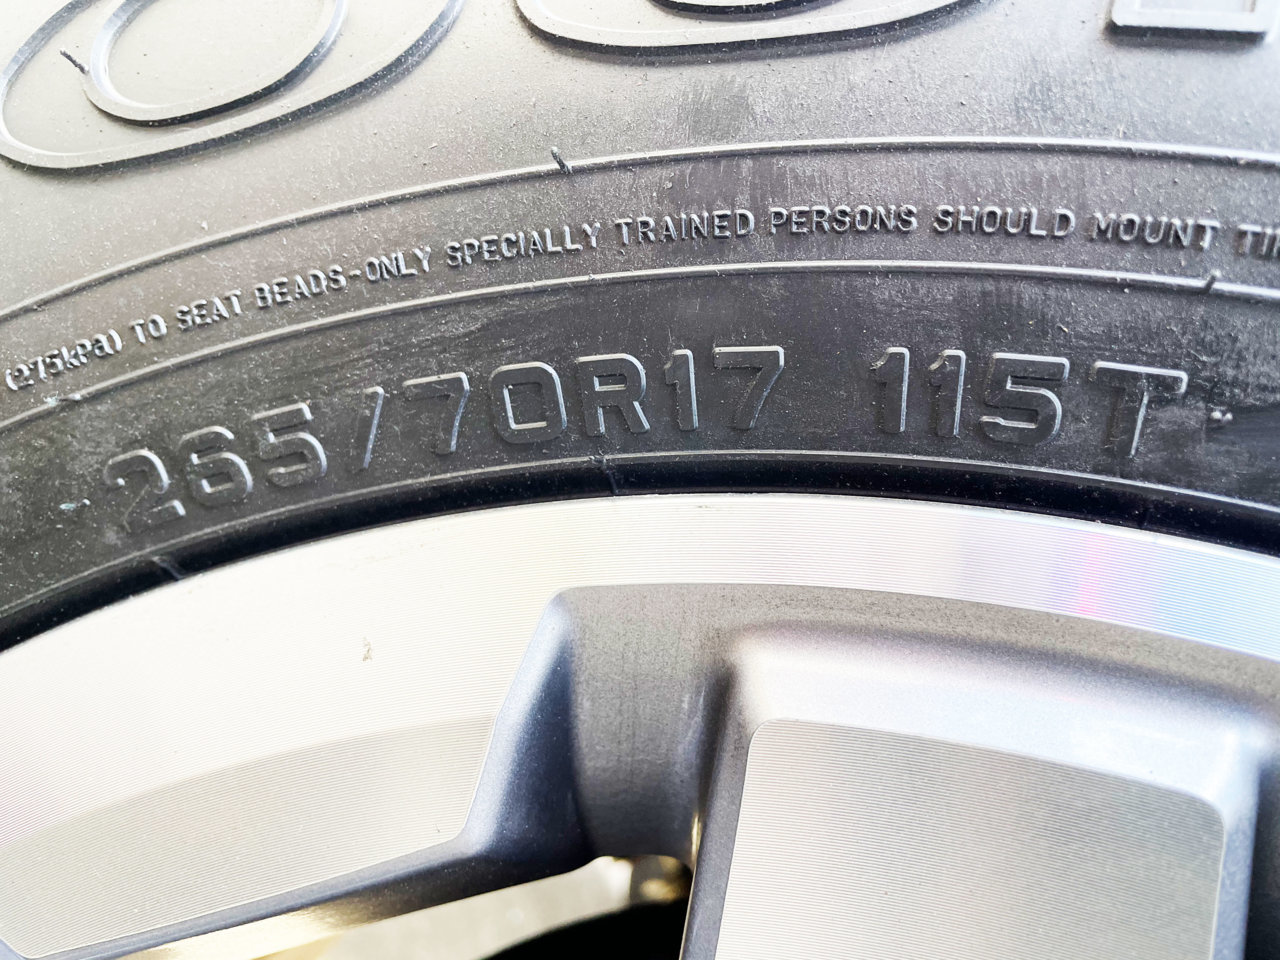 (275kPa) TO SEAT BEADS-ONLY SPECIALLY TRAINED PERSONS SHOULD MOUNT
265/70R17 115T